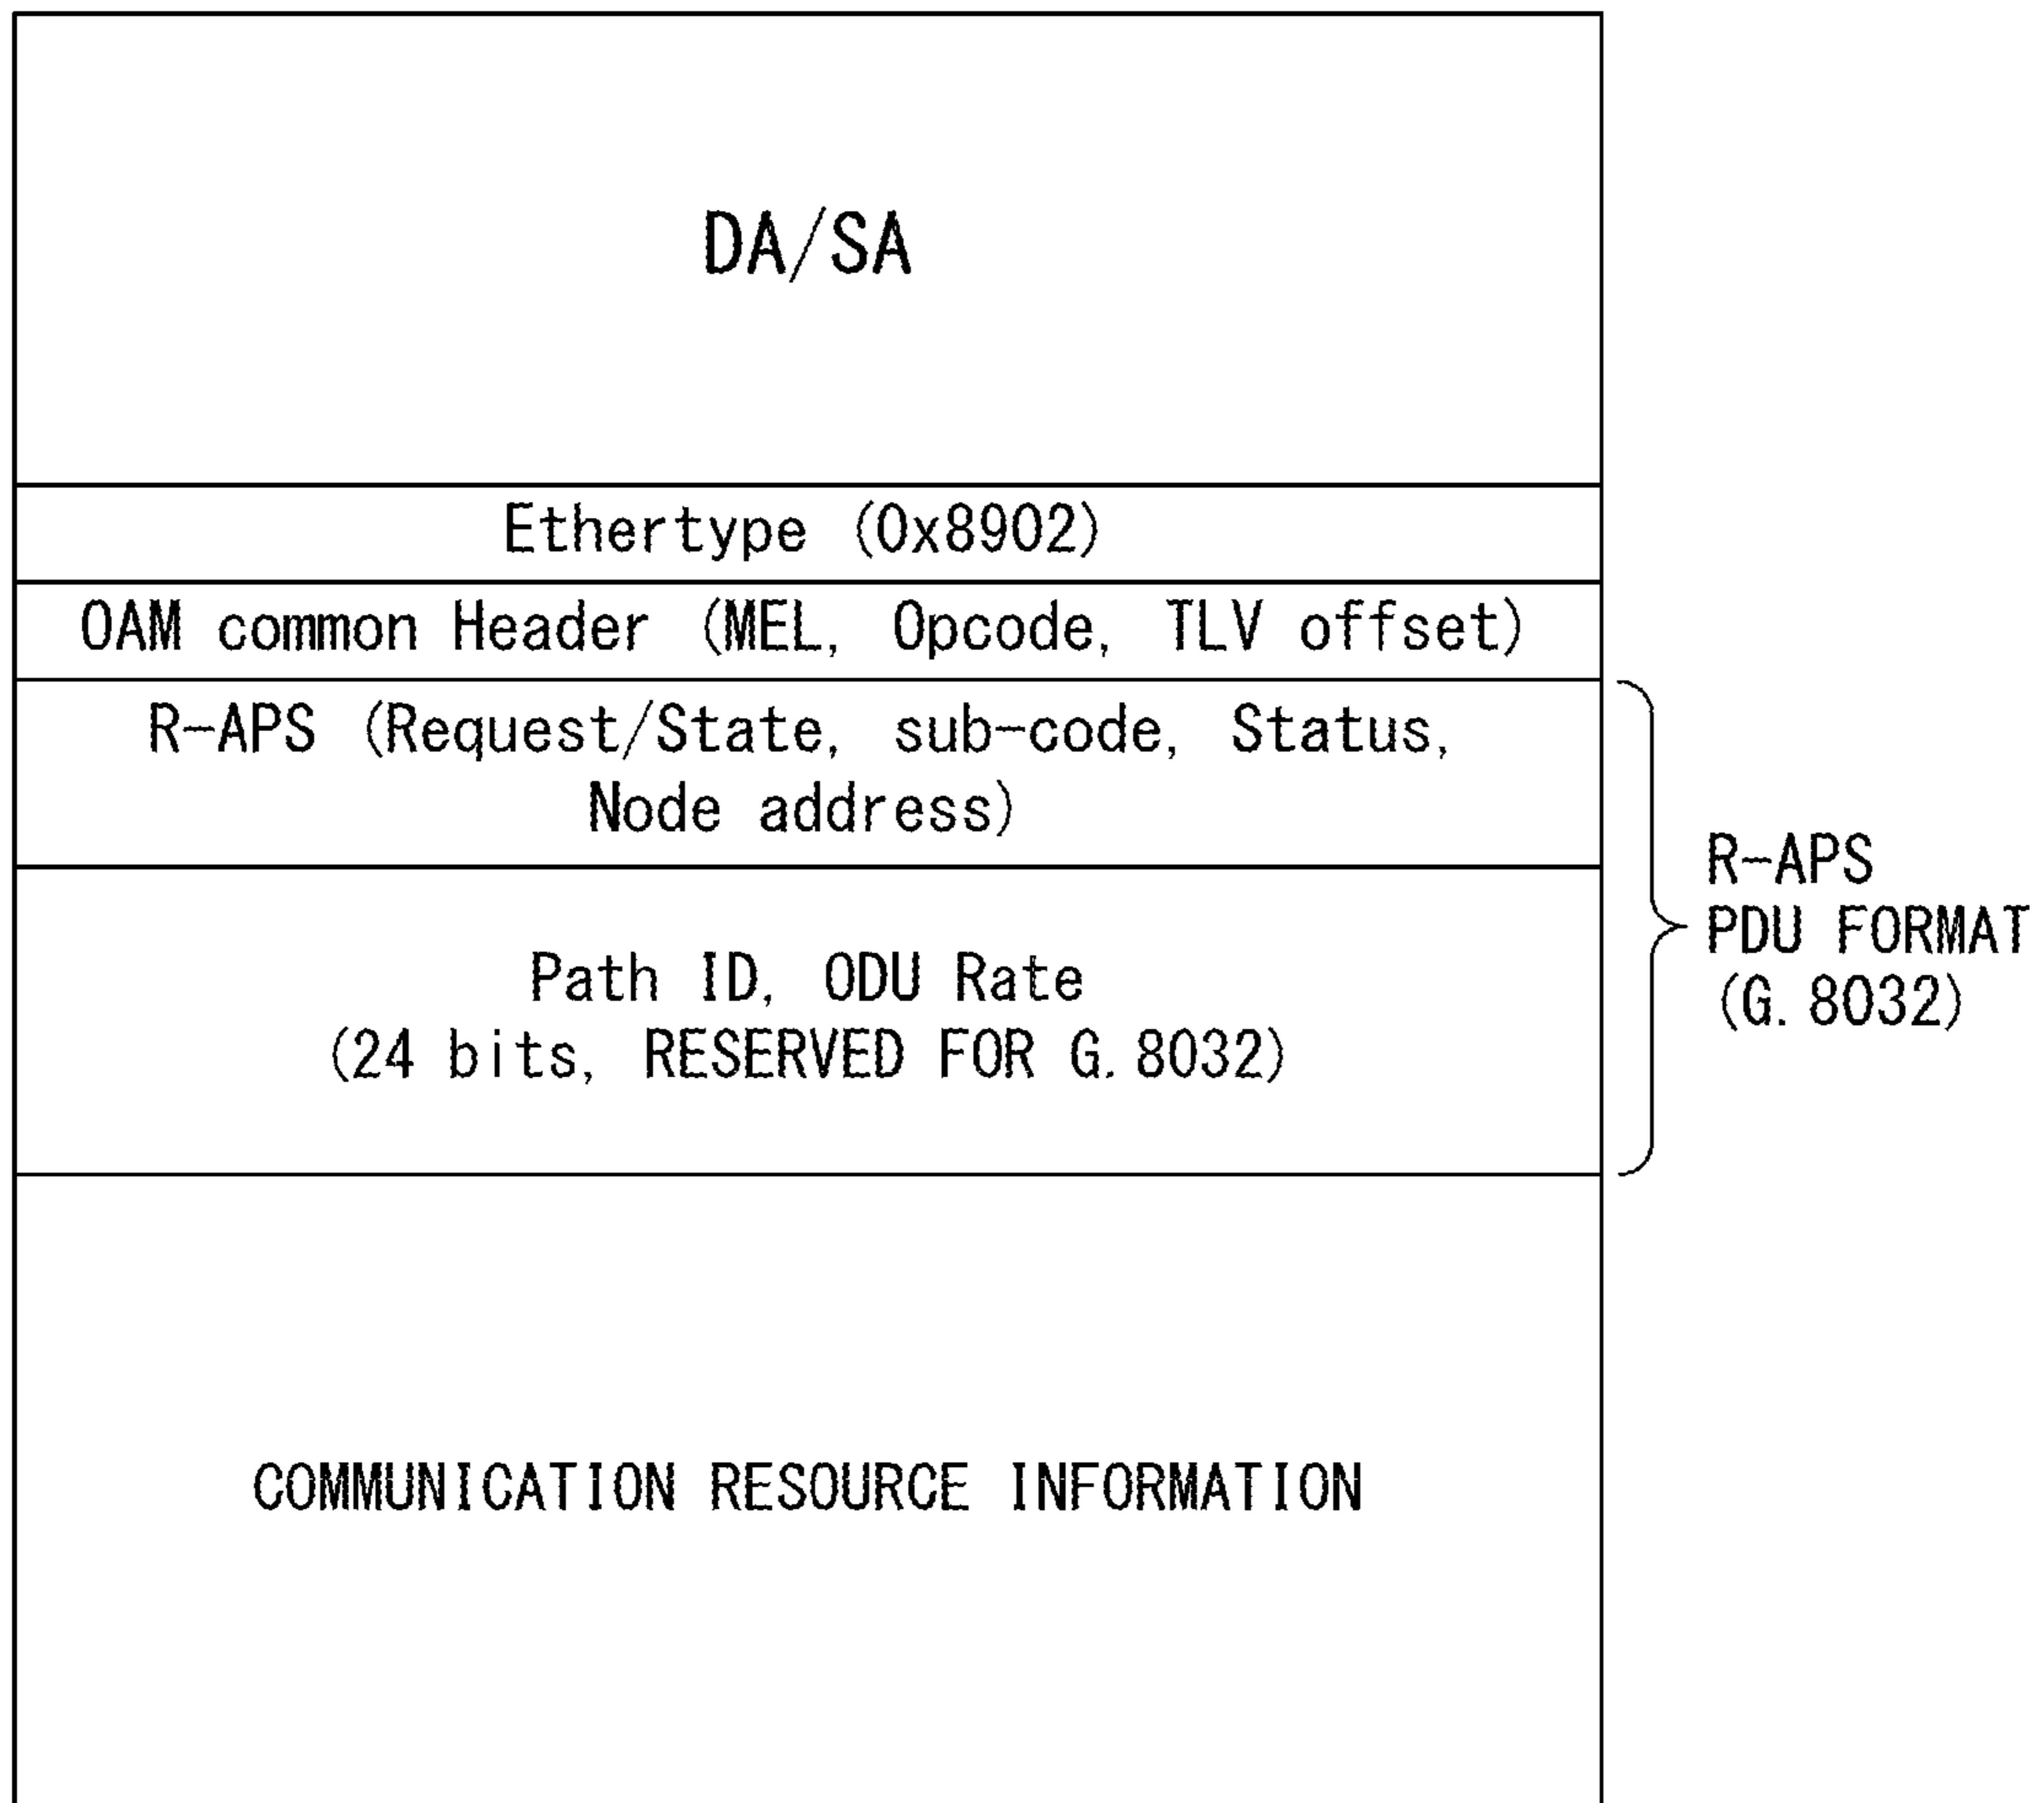 DA/SA
Ethertype (0x8902)
OAM common Header (MEL, Opcode, TLV offset)
R-APS (Request/State, sub-code, Status,
Node address)
Path ID, ODU Rate
(24 bits, RESERVED FOR G.8032)
R-APS
PDU FORMAT
(G.8032)
COMMUNICATION RESOURCE INFORMATION